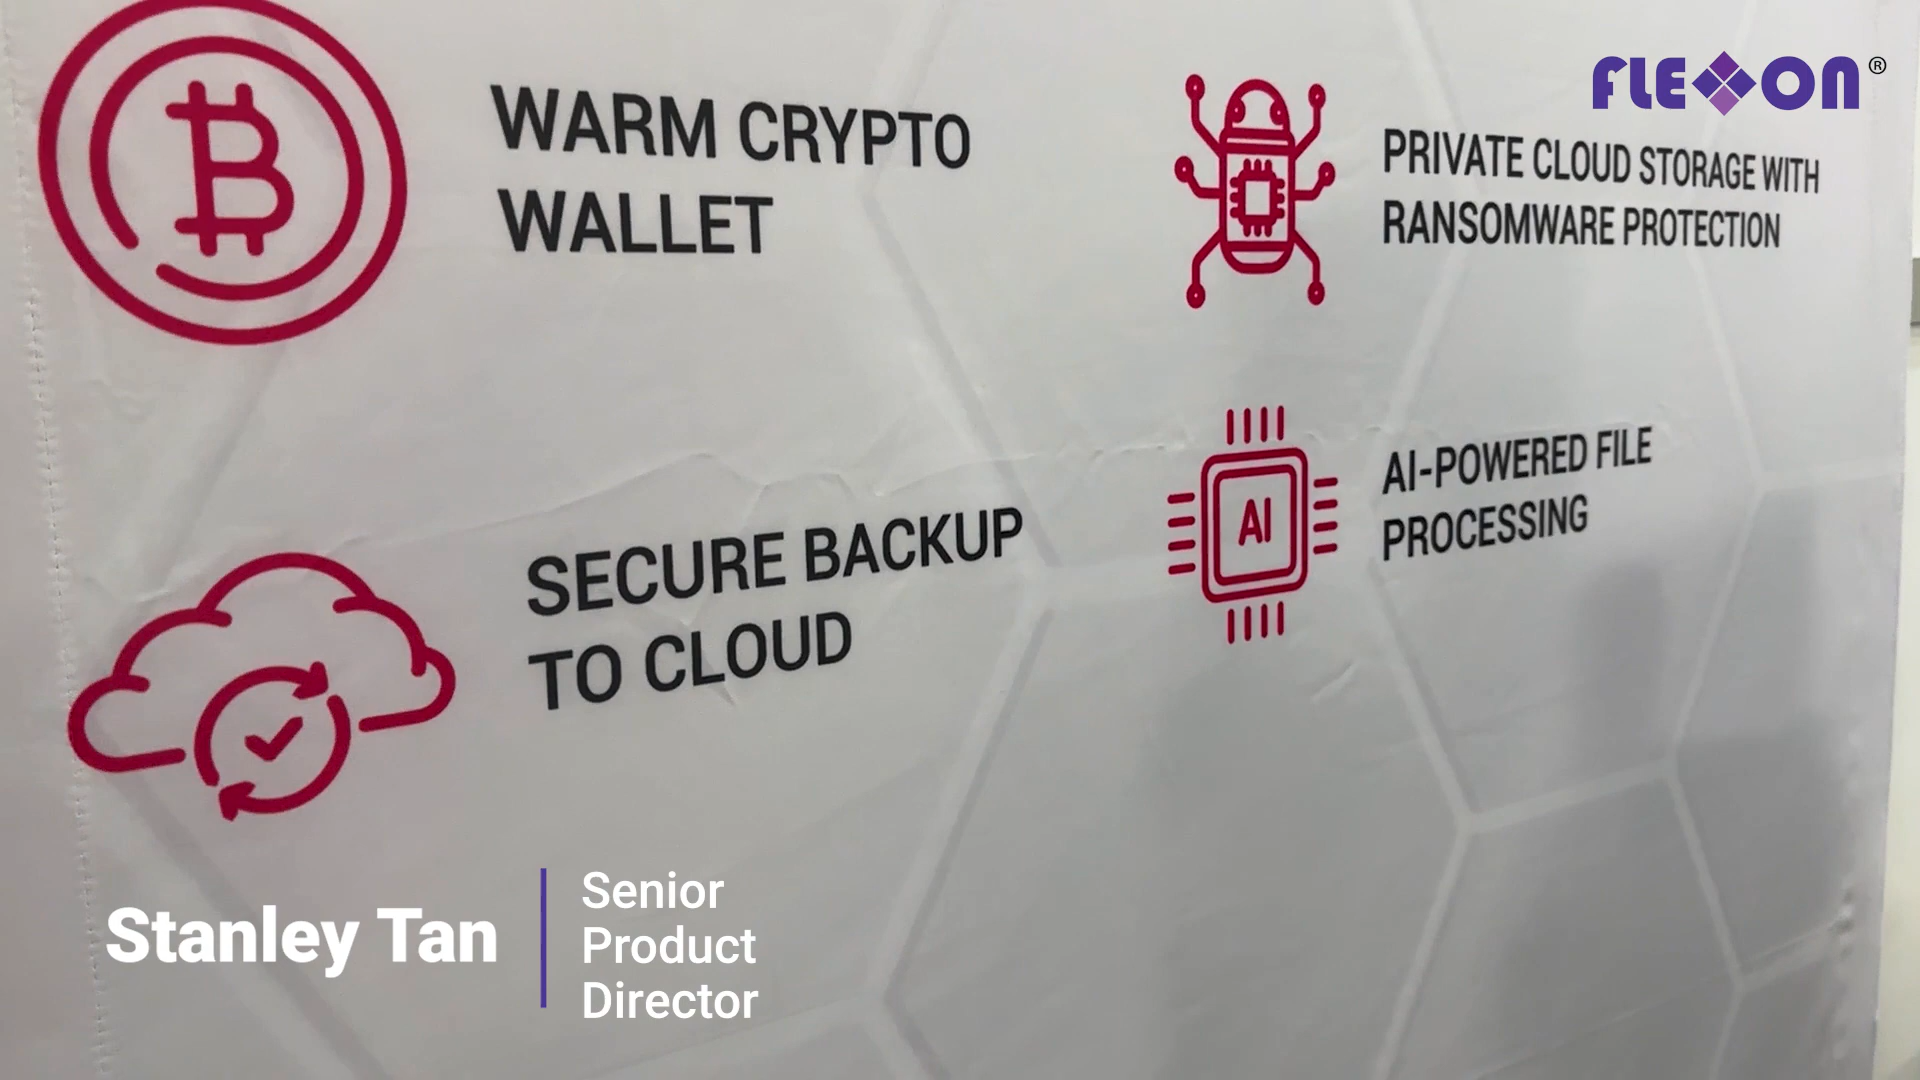 WARM CRYPTO
WALLET
SECURE BACKUP
TO CLOUD
FLEXON®
PRIVATE CLOUD STORAGE WITH
RANSOMWARE PROTECTION
AI
AI-POWERED FILE
PROCESSING
Stanley Tan
Senior
Product
Director